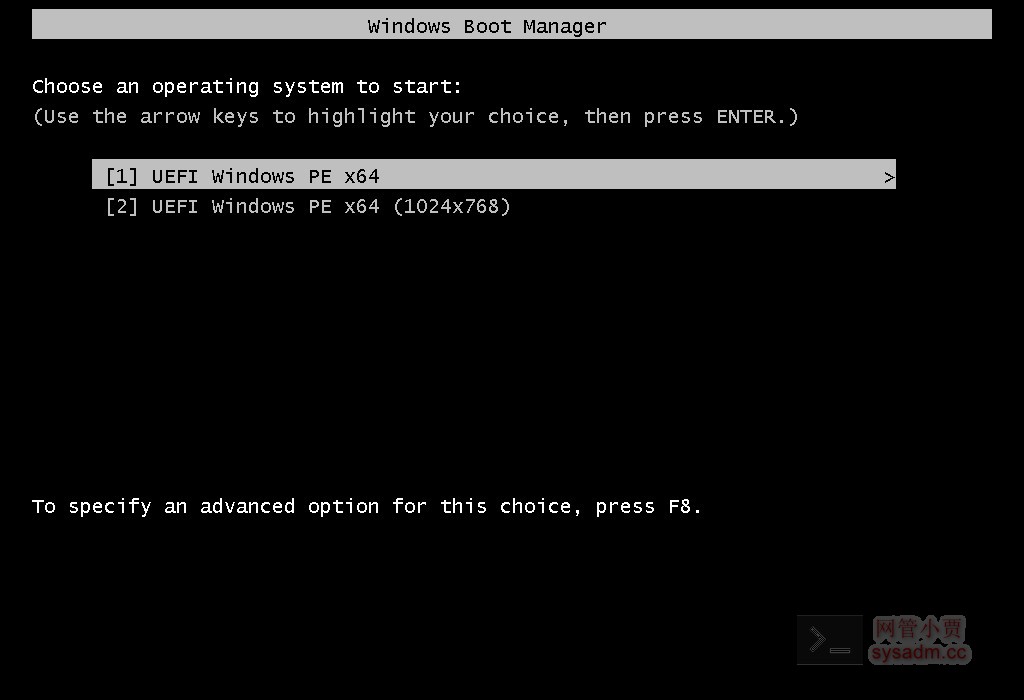 Windows Boot Manager
Choose an operating system to start:
(Use the arrow keys to highlight your choice, then press ENTER.)
[1] UEFI Windows PE x64 >
[2] UEFI Windows PE x64 (1024x768)
To specify an advanced option for this choice, press F8.
网管小贾
sysadm.cc